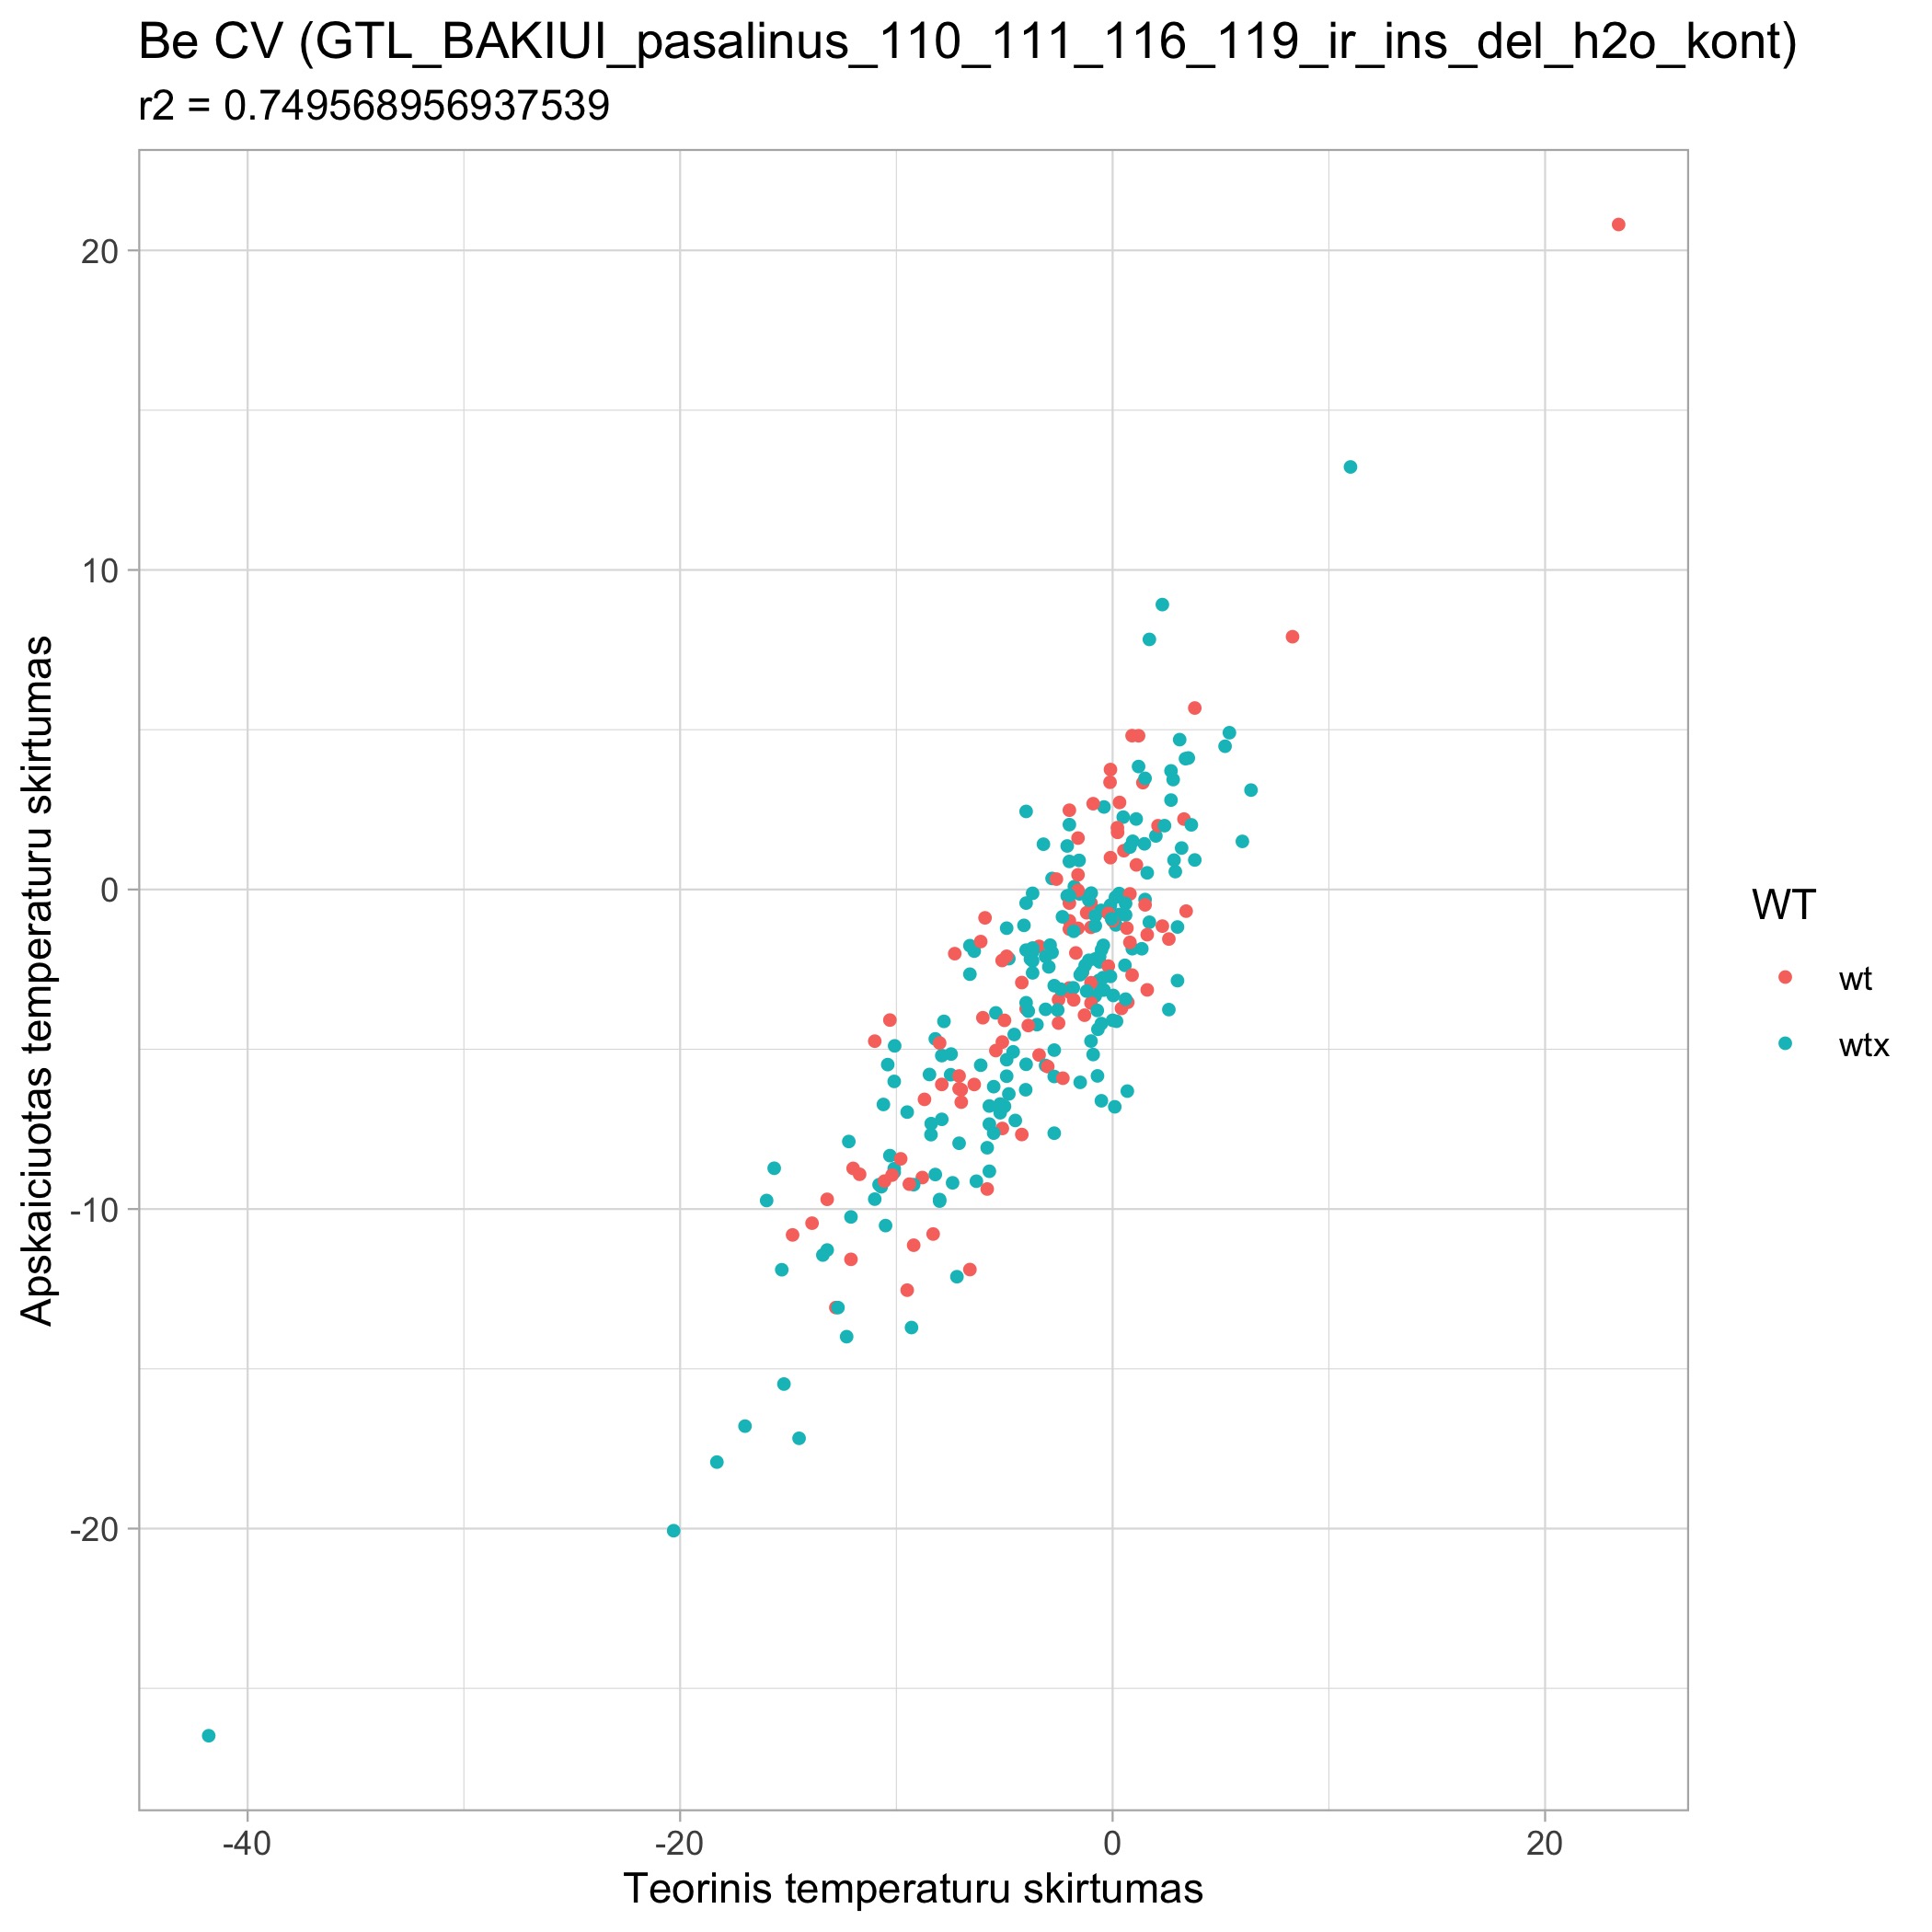 Be CV (GTL_BAKIUI_pasalinus_110_111_116_119_ir_ins_del_h2o_kont)
r2 = 0.749568956937539
20
10
0
-10
-20
Apskaiciuotas temperaturu skirtumas
-40
-20
0
20
Teorinis temperaturu skirtumas
WT
wt
wtx